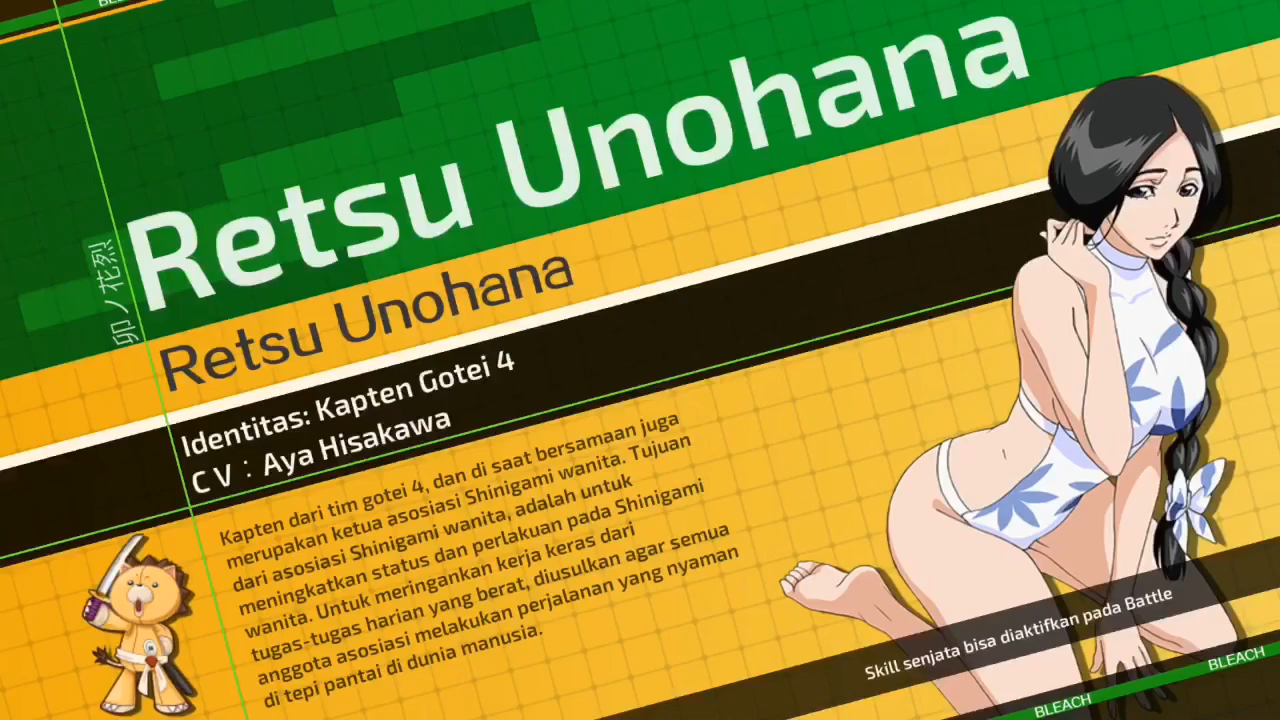 BLEACH
Retsu Unohana
卯ノ花烈
Retsu Unohana
Identitas: Kapten Gotei 4
CV : Aya Hisakawa
Kapten dari tim gotei 4, dan di saat bersamaan juga
merupakan ketua asosiasi Shinigami wanita. Tujuan
dari asosiasi Shinigami wanita, adalah untuk
meningkatkan status dan perlakuan pada Shinigami
wanita. Untuk meringankan kerja keras dari
tugas-tugas harian yang berat, diusulkan agar semua
anggota asosiasi melakukan perjalanan yang nyaman
di tepi pantai di dunia manusia.
Skill senjata bisa diaktifkan pada Battle
BLEACH
BLEACH